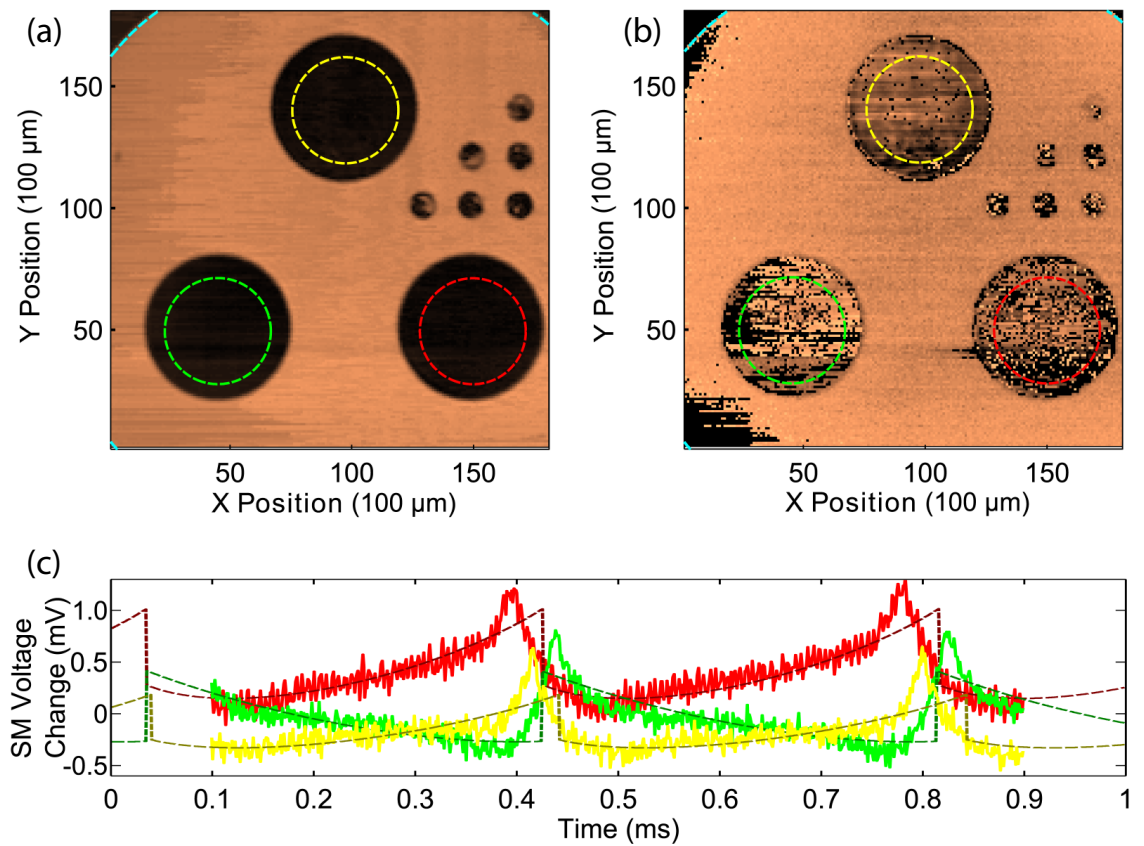 (a)
150
100
50
Y Position (100 µm)
50 100 150
X Position (100 µm)
(b)
150
100
50
Y Position (100 µm)
50 100 150
X Position (100 µm)
(c)
SM Voltage
Change (mV)
1.0
0.5
0
-0.5
0 0.1 0.2 0.3 0.4 0.5 0.6 0.7 0.8 0.9 1
Time (ms)